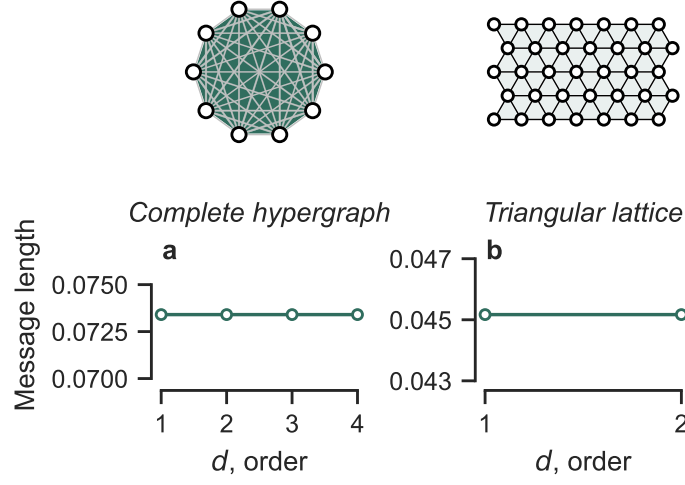 Complete hypergraph
Triangular lattice
a
b
Message length
0.0750
0.0725
0.0700
0.047
0.045
0.043
1 2 3 4
1 2
d, order
d, order